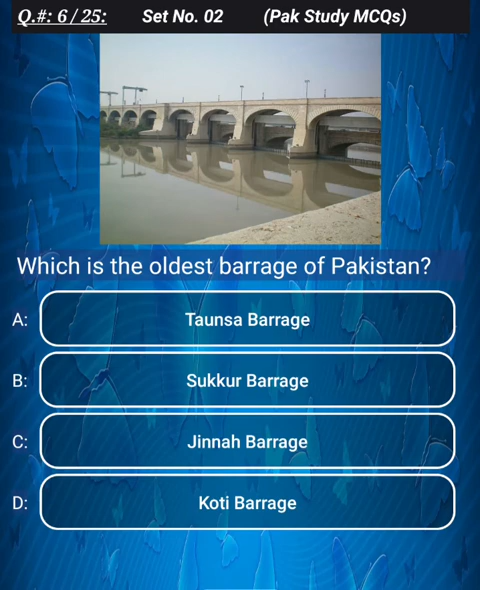 Q.#: 6 / 25: Set No. 02 (Pak Study MCQs)
Which is the oldest barrage of Pakistan?
A: Taunsa Barrage
B: Sukkur Barrage
C: Jinnah Barrage
D: Koti Barrage